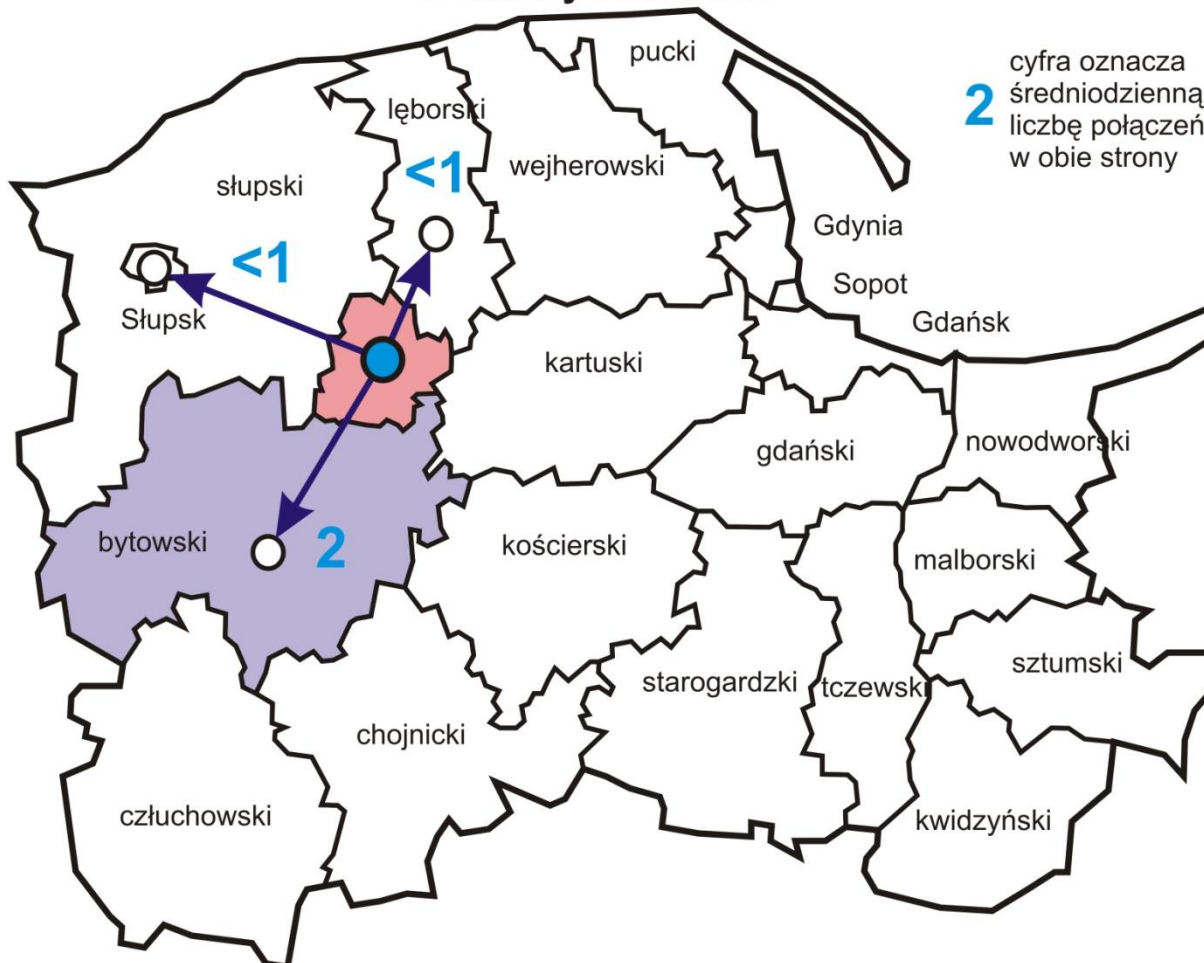 pucki
cyfra oznacza
2 średniodzienną
liczbę połączeń
w obie strony
lęborski
<1
wejherowski
słupski
<1
Gdynia
Sopot
Słupsk
Gdańsk
kartuski
nowodworski
gdański
bytowski
2
kościerski
malborski
sztumski
starogardzki
tczewski
chojnicki
człuchowski
kwidzyński